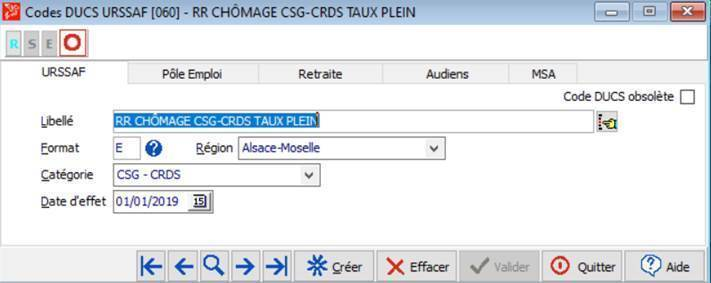 Codes DUCS URSSAF [060] - RR CHÔMAGE CSG-CRDS TAUX PLEIN
R S E
URSSAF Pôle Emploi Retraite Audiens MSA
Code DUCS obsolète
Libellé RR CHÔMAGE CSG-CRDS TAUX PLEIN
Format E Région Alsace-Moselle
Catégorie CSG - CRDS
Date d'effet 01/01/2019 15
Créer Effacer Valider Quitter Aide